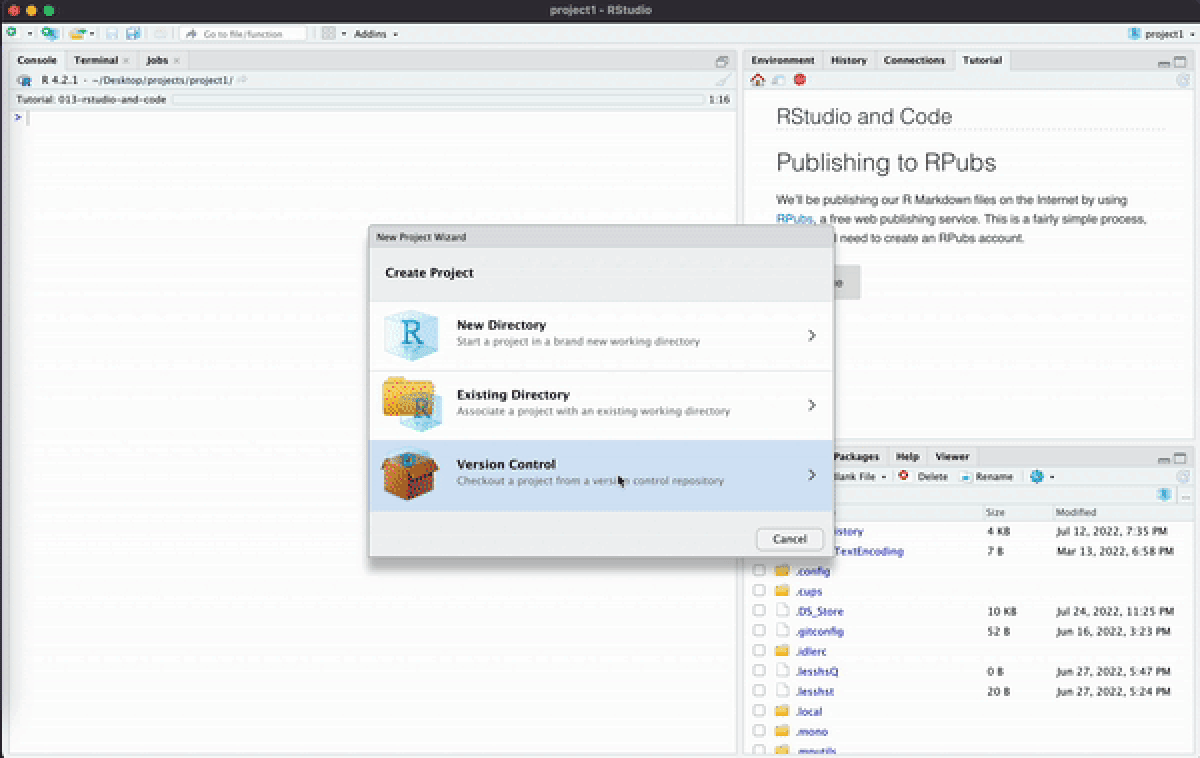 project1 - RStudio
Go to file/function
Addins
project1
Console
Terminal
Jobs
R 4.2.1 · ~/Desktop/projects/project1/
Tutorial: 013-rstudio-and-code
1:16
>
Environment
History
Connections
Tutorial
RStudio and Code
Publishing to RPubs
We'll be publishing our R Markdown files on the Internet by using
RPubs, a free web publishing service. This is a fairly simple process,
need to create an RPubs account.
New Project Wizard
Create Project
New Directory
Start a project in a brand new working directory
Existing Directory
Associate a project with an existing working directory
Version Control
Checkout a project from a version control repository
Cancel
Packages
Help
Viewer
lank File
Delete
Rename
...
Size
Modified
istory
4 KB
Jul 12, 2022, 7:35 PM
TextEncoding
7 B
Mar 13, 2022, 6:58 PM
.config
.cups
.DS_Store
10 KB
Jul 24, 2022, 11:25 PM
.gitconfig
52 B
Jun 16, 2022, 3:23 PM
.idlerc
.lesshsQ
0 B
Jun 27, 2022, 5:47 PM
.lesshst
20 B
Jun 27, 2022, 5:24 PM
.local
.mono